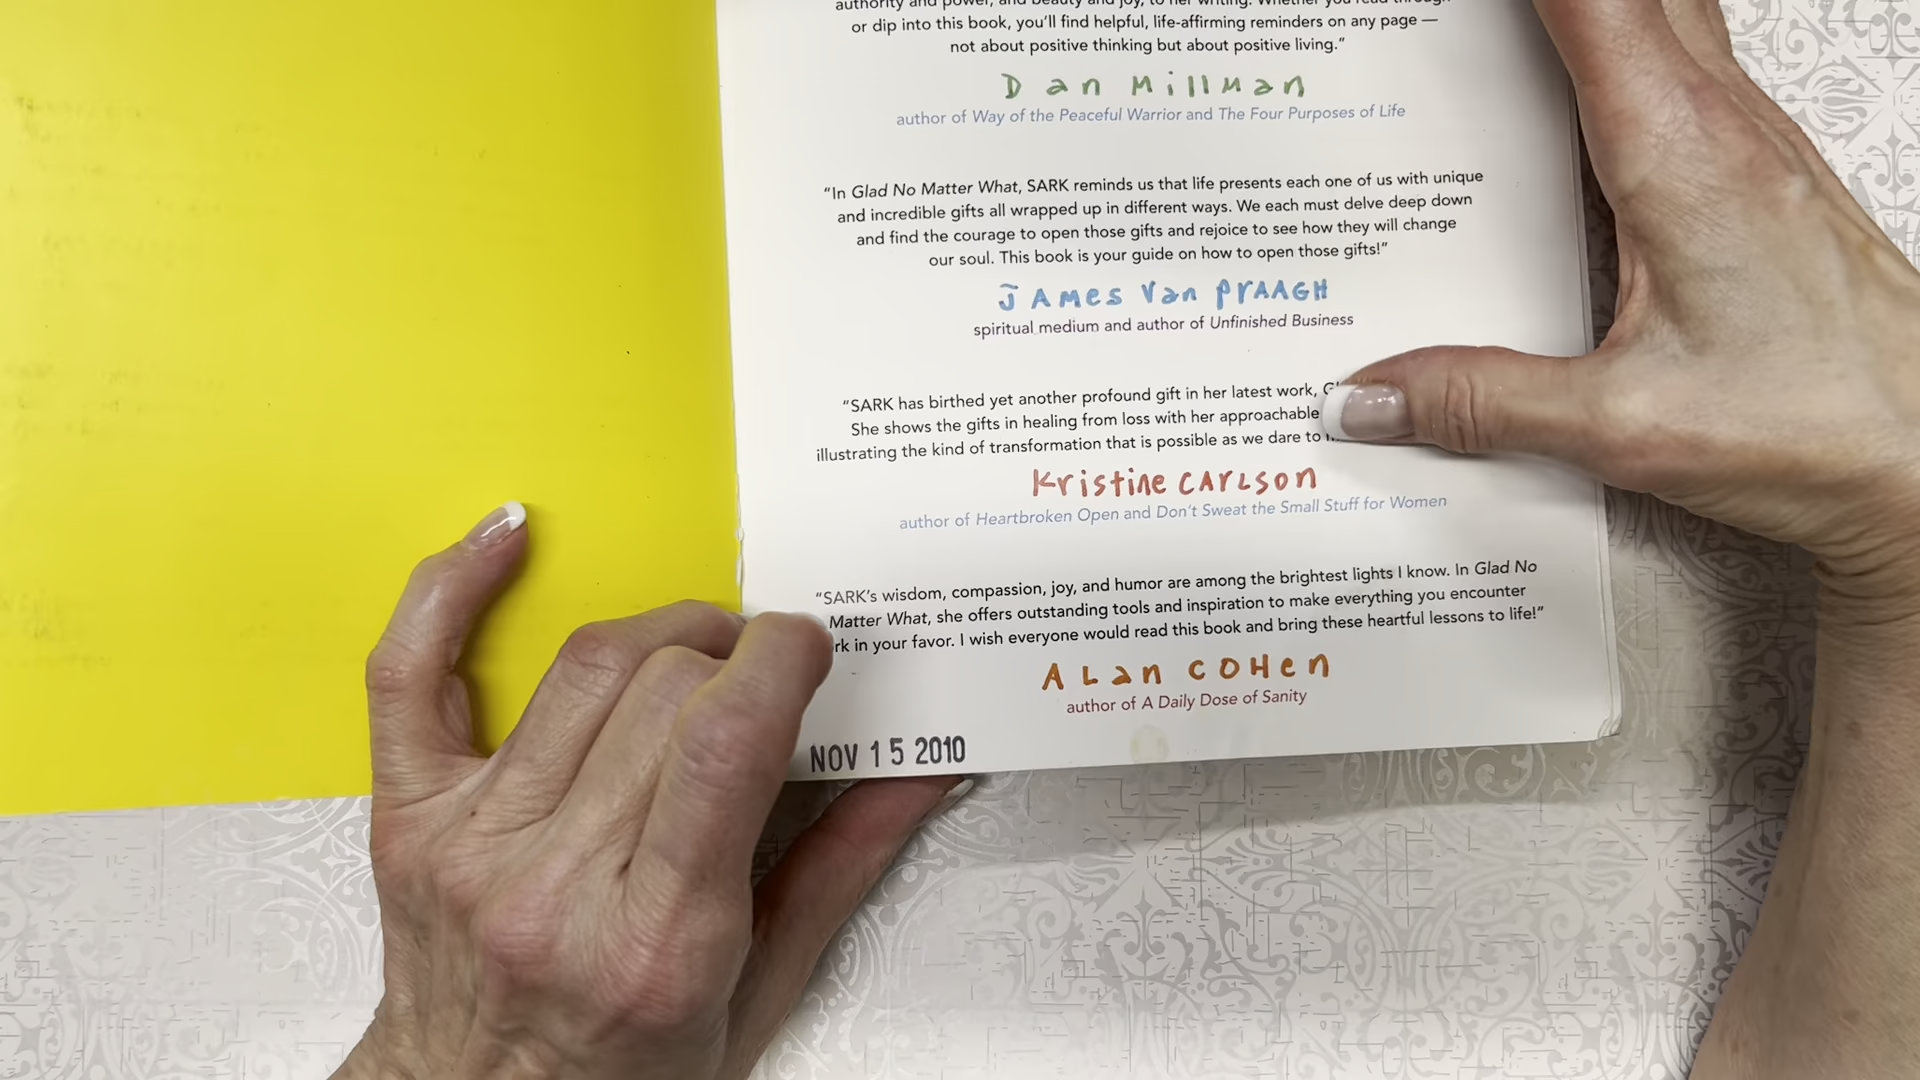 authority and power, and beauty and joy, to her writing. Whether you read through
or dip into this book, you'll find helpful, life-affirming reminders on any page —
not about positive thinking but about positive living."
Dan Millman
author of Way of the Peaceful Warrior and The Four Purposes of Life
"In Glad No Matter What, SARK reminds us that life presents each one of us with unique
and incredible gifts all wrapped up in different ways. We each must delve deep down
and find the courage to open those gifts and rejoice to see how they will change
our soul. This book is your guide on how to open those gifts!"
JAMes Van PrAAGH
spiritual medium and author of Unfinished Business
"SARK has birthed yet another profound gift in her latest work,
She shows the gifts in healing from loss with her approachable
illustrating the kind of transformation that is possible as we dare to
Kristine CArLson
author of Heartbroken Open and Don't Sweat the Small Stuff for Women
"SARK's wisdom, compassion, joy, and humor are among the brightest lights I know. In Glad No
Matter What, she offers outstanding tools and inspiration to make everything you encounter
rk in your favor. I wish everyone would read this book and bring these heartful lessons to life!"
ALan COHen
author of A Daily Dose of Sanity
NOV 15 2010